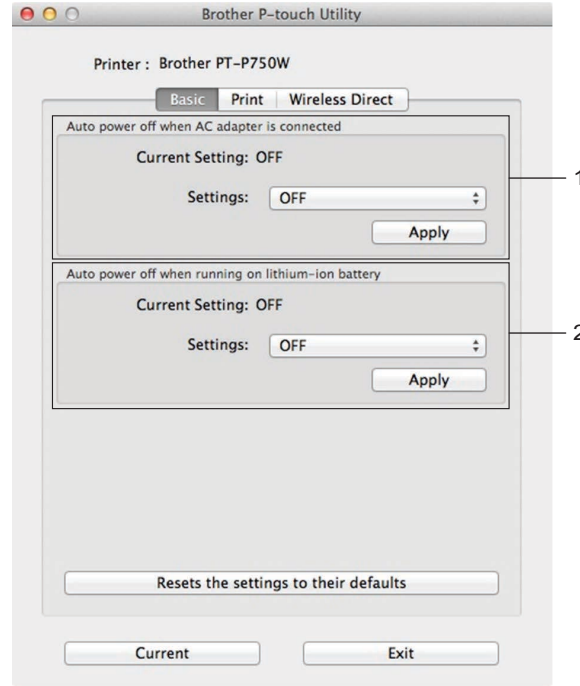 Brother P-touch Utility
Printer : Brother PT-P750W
Basic Print Wireless Direct
Auto power off when AC adapter is connected
Current Setting: OFF
1
Settings: OFF
Apply
Auto power off when running on lithium-ion battery
Current Setting: OFF
2
Settings: OFF
Apply
Resets the settings to their defaults
Current Exit